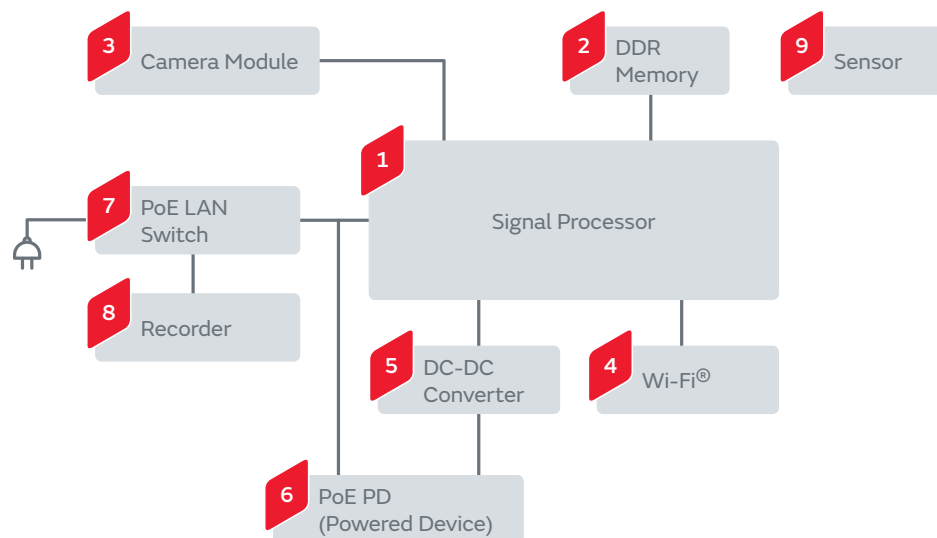 3
Camera Module
2
DDR
Memory
9
Sensor
1
Signal Processor
7
PoE LAN
Switch
8
Recorder
5
DC-DC
Converter
4
Wi-Fi®
6
PoE PD
(Powered Device)